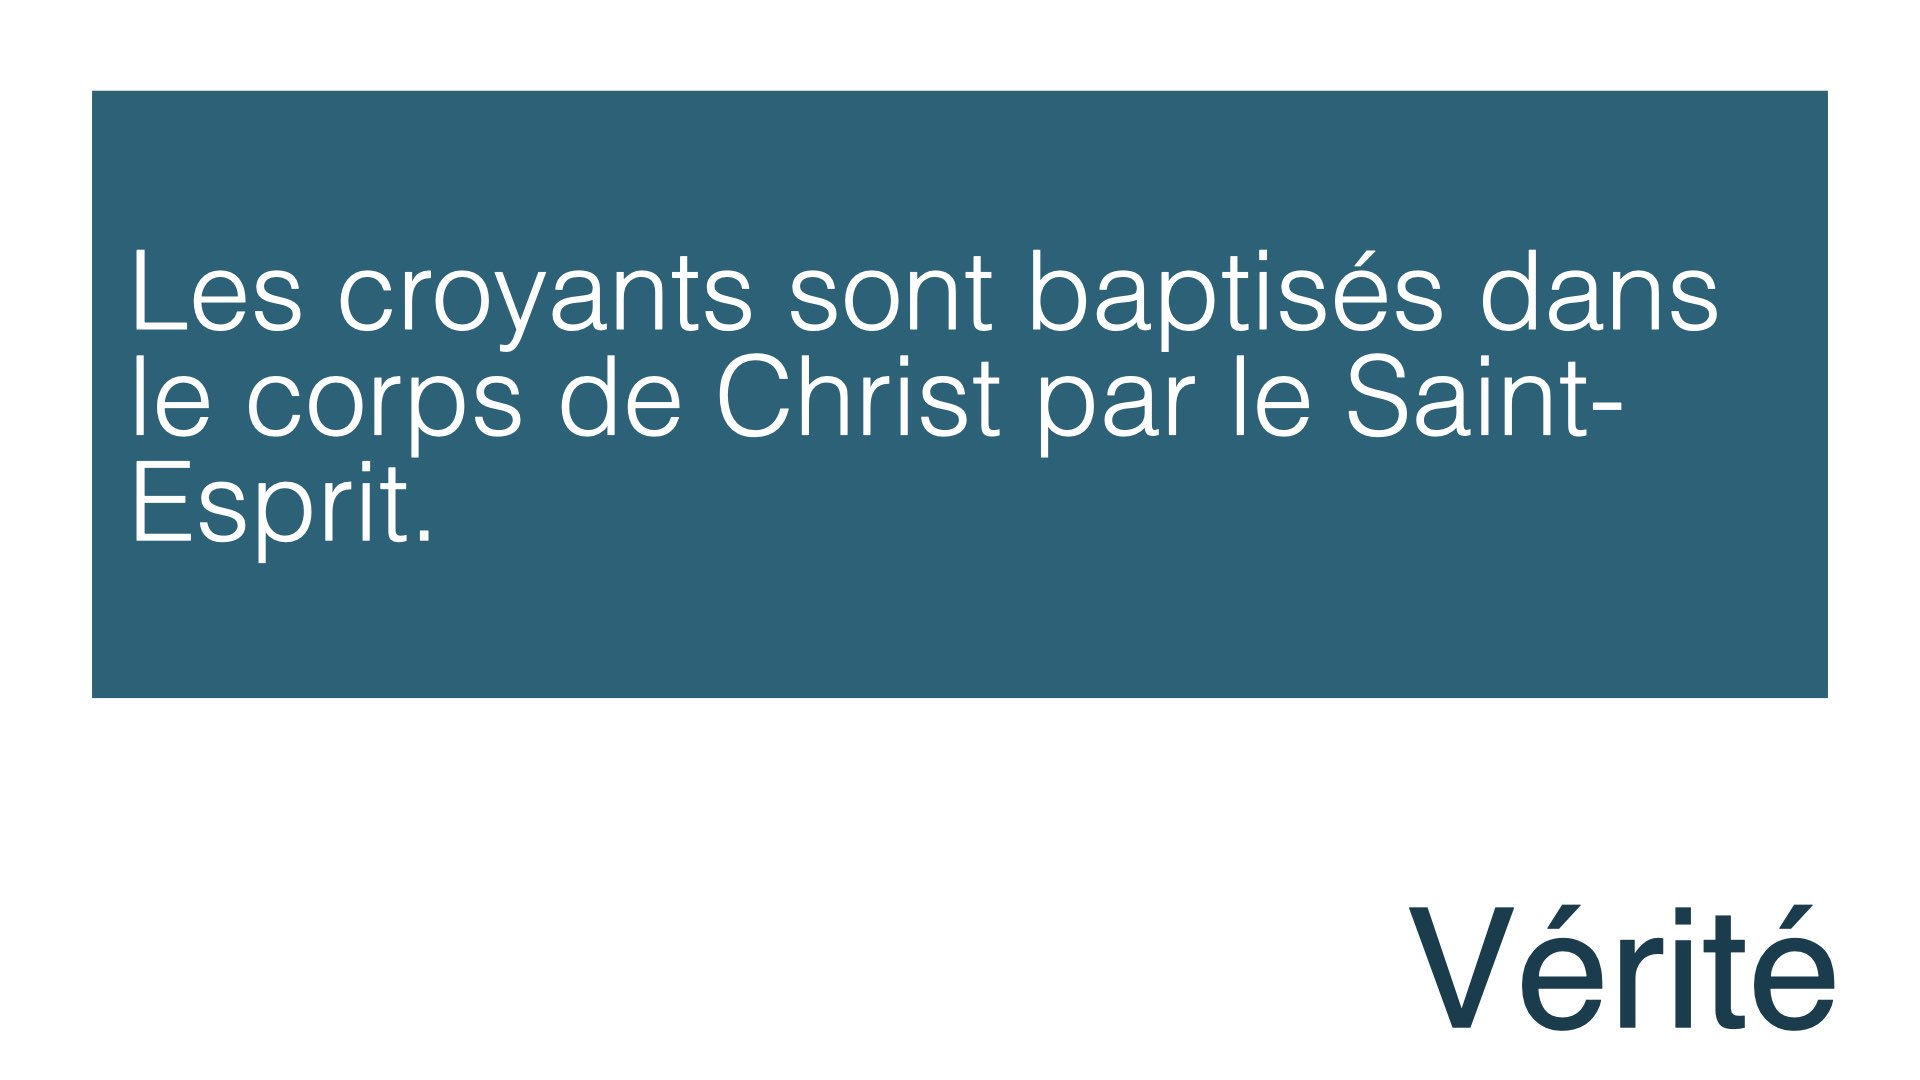 Les croyants sont baptisés dans
le corps de Christ par le Saint-
Esprit.
Vérité